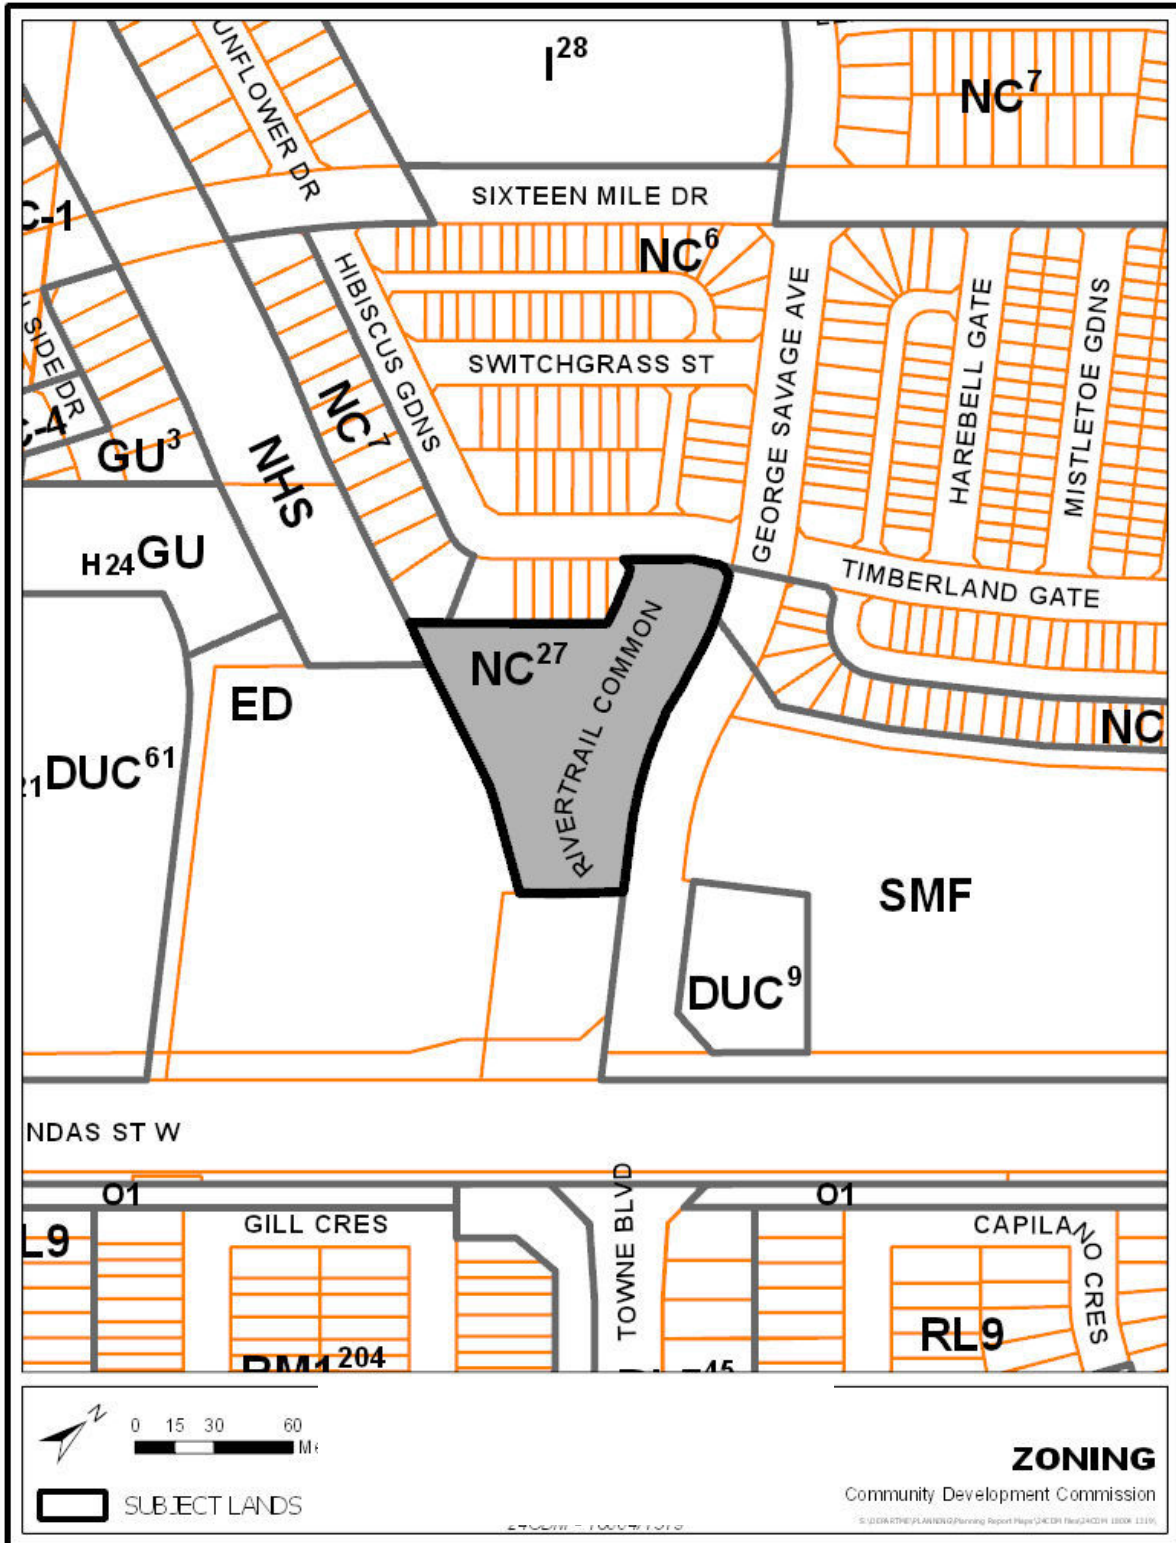 I28
NC7
UNFLOWER DR
SIXTEEN MILE DR
C-1
NC6
HIBISCUS GDNS
GEORGE SAVAGE AVE
HAREBELL GATE
MISTLETOE GDNS
SIDE DR
SWITCHGRASS ST
NC7
C-4
GU3
NHS
H24GU
TIMBERLAND GATE
NC27
RIVERTRAIL COMMON
ED
NC
21DUC61
SMF
DUC9
NDAS ST W
O1
O1
TOWNE BLVD
L9
GILL CRES
CAPILANO CRES
RL9
RM1204
45
N
0 15 30 60
SUBJECT LANDS
ZONING
Community Development Commission